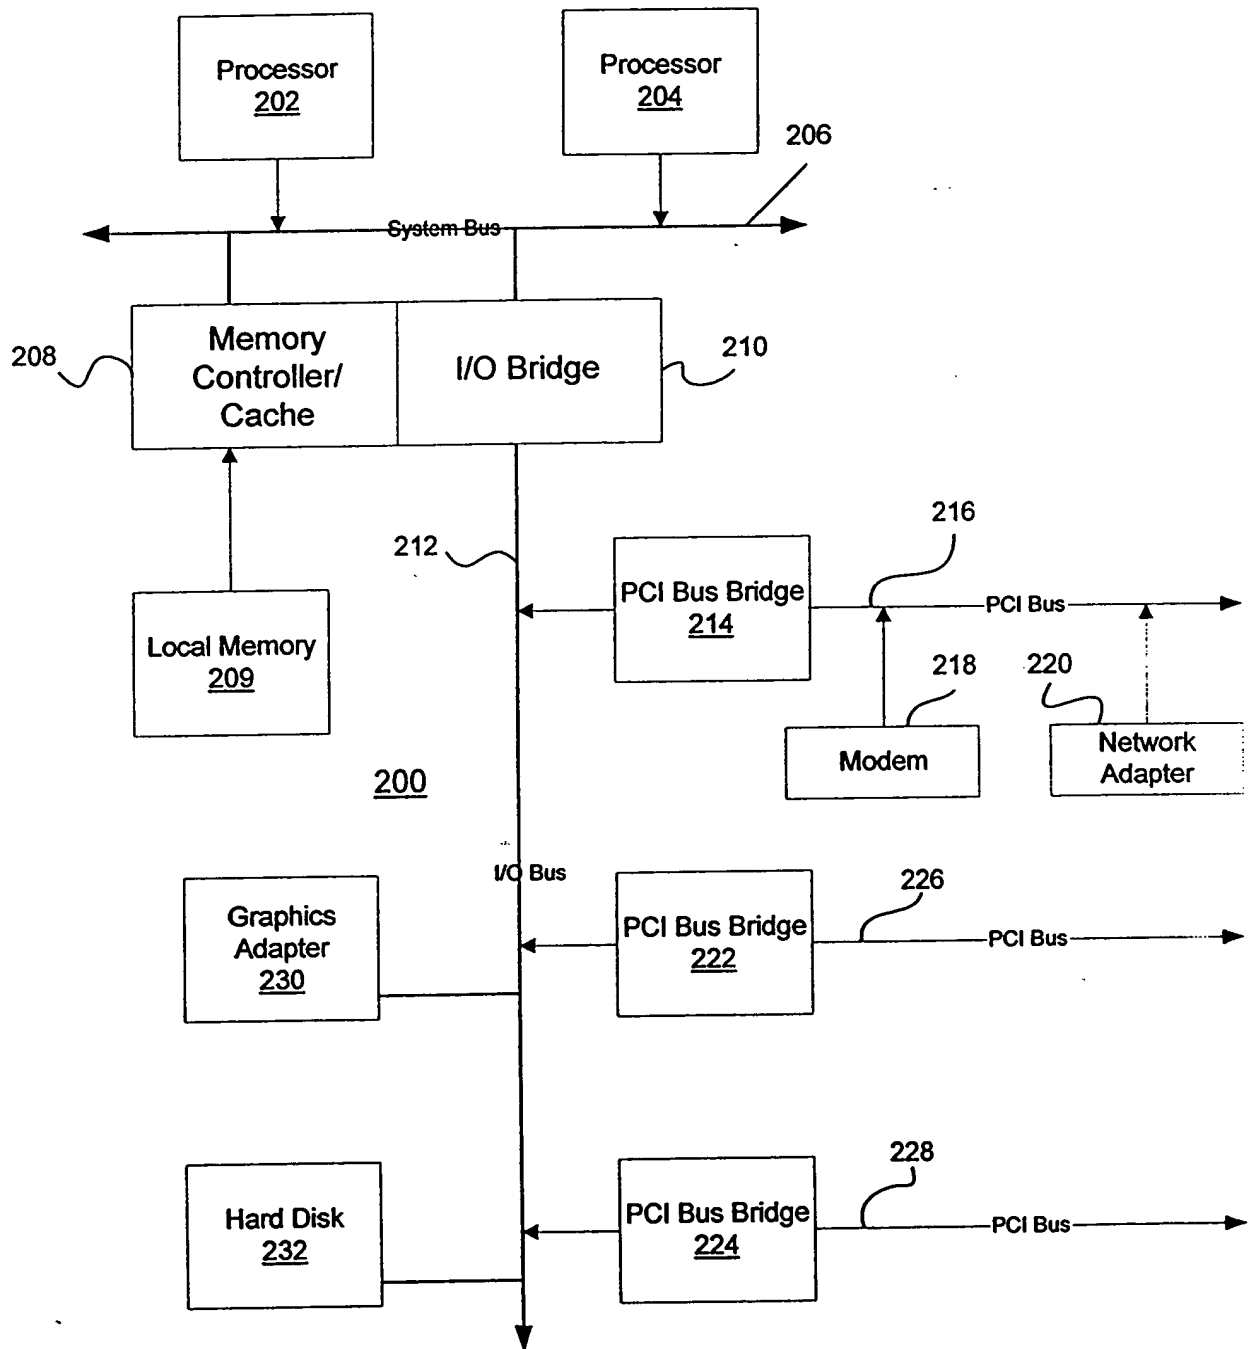 Processor
202
Processor
204
206
System Bus
208
Memory
Controller/
Cache
I/O Bridge
210
212
216
PCI Bus Bridge
214
PCI Bus
Local Memory
209
218
220
Modem
Network
Adapter
200
I/O Bus
Graphics
Adapter
230
PCI Bus Bridge
222
226
PCI Bus
Hard Disk
232
PCI Bus Bridge
224
228
PCI Bus